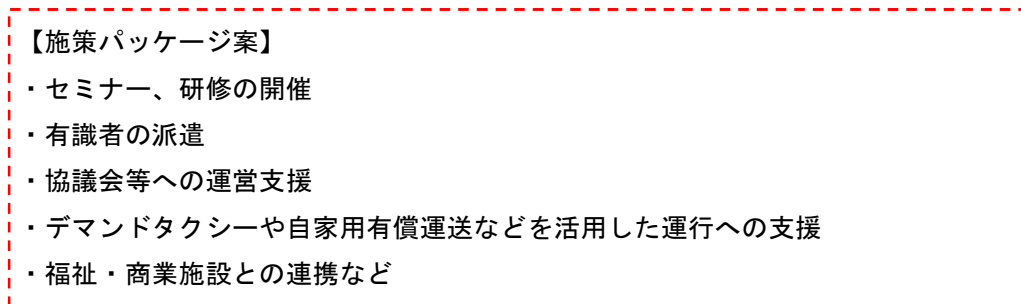 【施策パッケージ案】
・セミナー、研修の開催
・有識者の派遣
・協議会等への運営支援
・デマンドタクシーや自家用有償運送などを活用した運行への支援
・福祉・商業施設との連携など